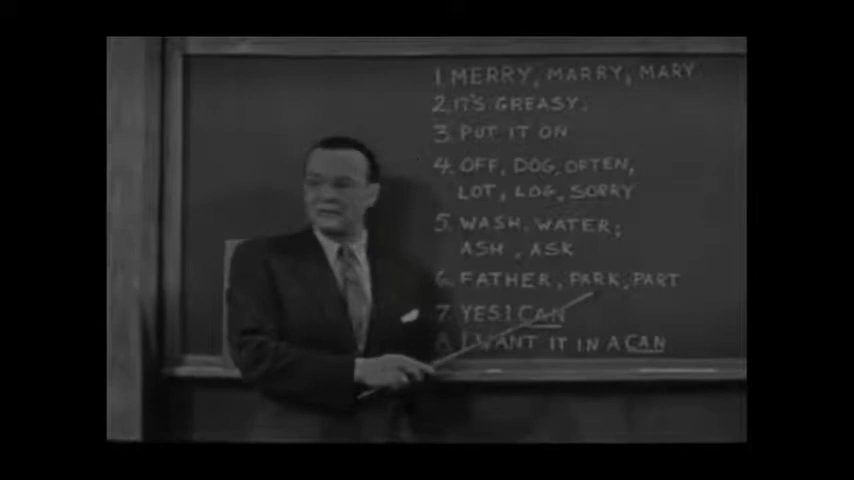 1. MERRY, MARRY, MARY
2. IT'S GREASY.
3. PUT IT ON
4. OFF, DOG, OFTEN,
LOT, LOG, SORRY
5. WASH, WATER;
ASH, ASK
6. FATHER, PARK, PART
7. YES I CAN
8. I WANT IT IN A CAN